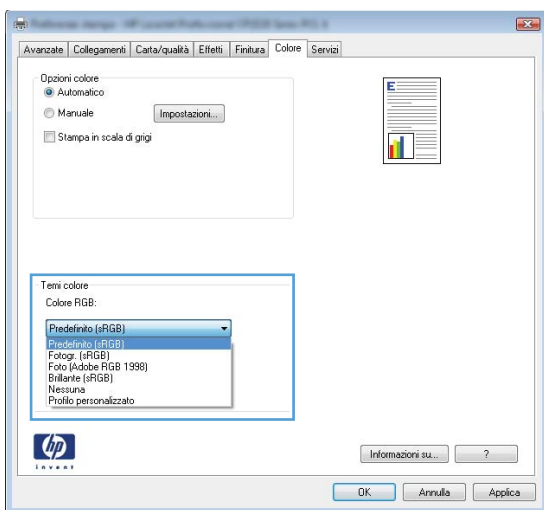 Avanzate Collegamenti Carta/qualità Effetti Finitura Colore Servizi
Opzioni colore
Automatico
Manuale Impostazioni...
Stampa in scala di grigi
E
Temi colore
Colore RGB:
Predefinito (sRGB)
Predefinito (sRGB)
Fotogr. (sRGB)
Foto (Adobe RGB 1998)
Brillante (sRGB)
Nessuna
Profilo personalizzato
hp
invent
Informazioni su... ?
OK Annulla Applica